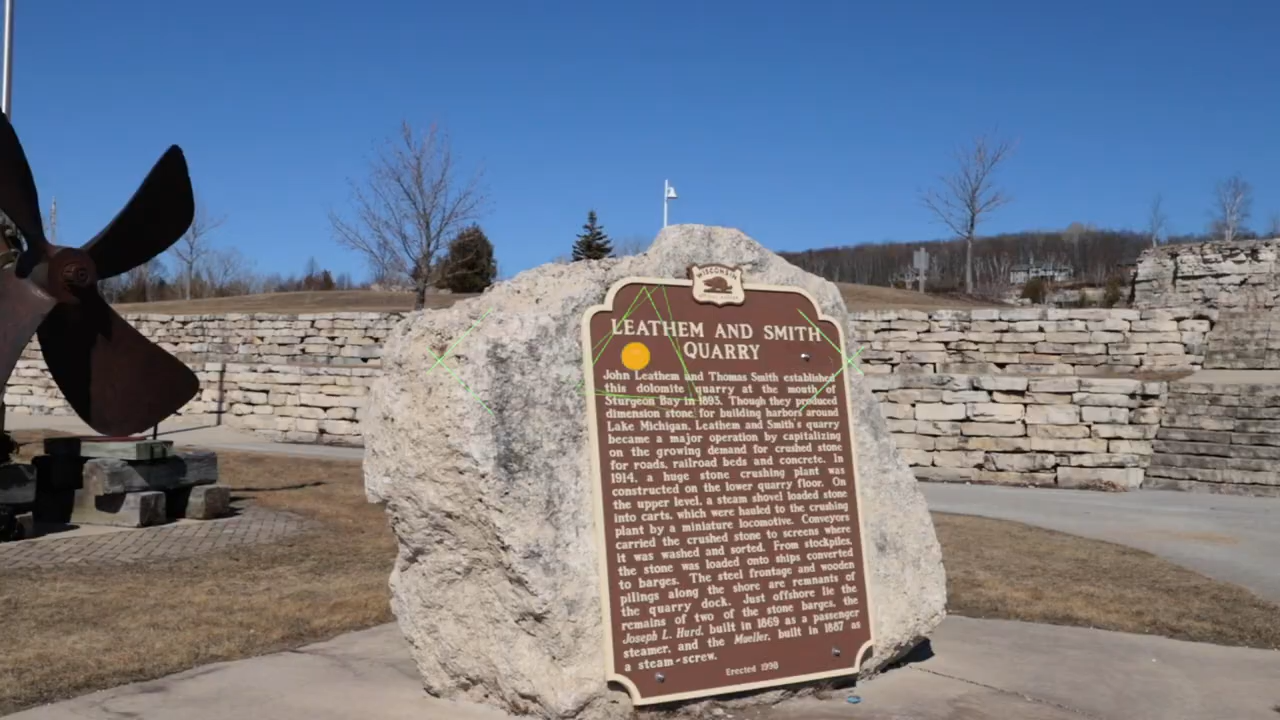 WISCONSIN
LEATHEM AND SMITH
QUARRY
John Leathem and Thomas Smith established
this dolomite quarry at the mouth of
Sturgeon Bay in 1893. Though they produced
dimension stone for building harbors around
Lake Michigan, Leathem and Smith's quarry
became a major operation by capitalizing
on the growing demand for crushed stone
for roads, railroad beds and concrete. In
1914, a huge stone crushing plant was
constructed on the lower quarry floor. On
the upper level, a steam shovel loaded stone
into carts, which were hauled to the crushing
plant by a miniature locomotive. Conveyors
carried the crushed stone to screens where
it was washed and sorted. From stockpiles,
the stone was loaded onto ships converted
to barges. The steel frontage and wooden
pilings along the shore are remnants of
the quarry dock. Just offshore lie the
remains of two of the stone barges, the
Joseph L. Hurd, built in 1869 as a passenger
steamer, and the Mueller, built in 1887 as
a steam-screw.
Erected 1990